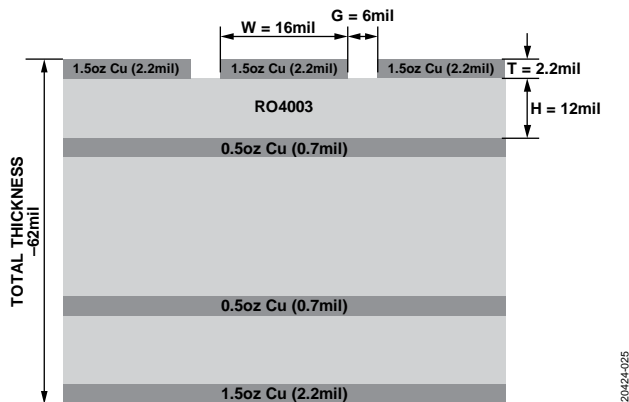 G = 6mil
W = 16mil
1.5oz Cu (2.2mil)
1.5oz Cu (2.2mil)
1.5oz Cu (2.2mil)
T = 2.2mil
RO4003
H = 12mil
0.5oz Cu (0.7mil)
TOTAL THICKNESS
–62mil
0.5oz Cu (0.7mil)
1.5oz Cu (2.2mil)
20424-025